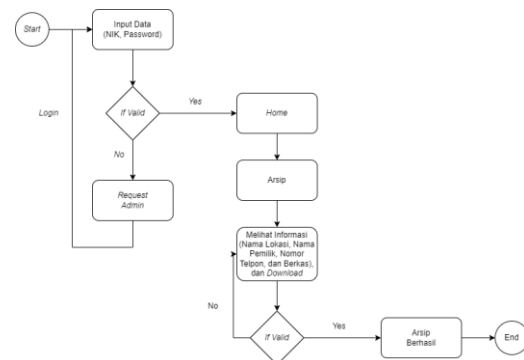 Start
Input Data
(NIK, Password)
Login
If Valid
Yes
Home
No
Request
Admin
Arsip
Melihat Informasi
(Nama Lokasi, Nama
Pemilik, Nomor
Telpon, dan Berkas),
dan Download
No
If Valid
Yes
Arsip
Berhasil
End